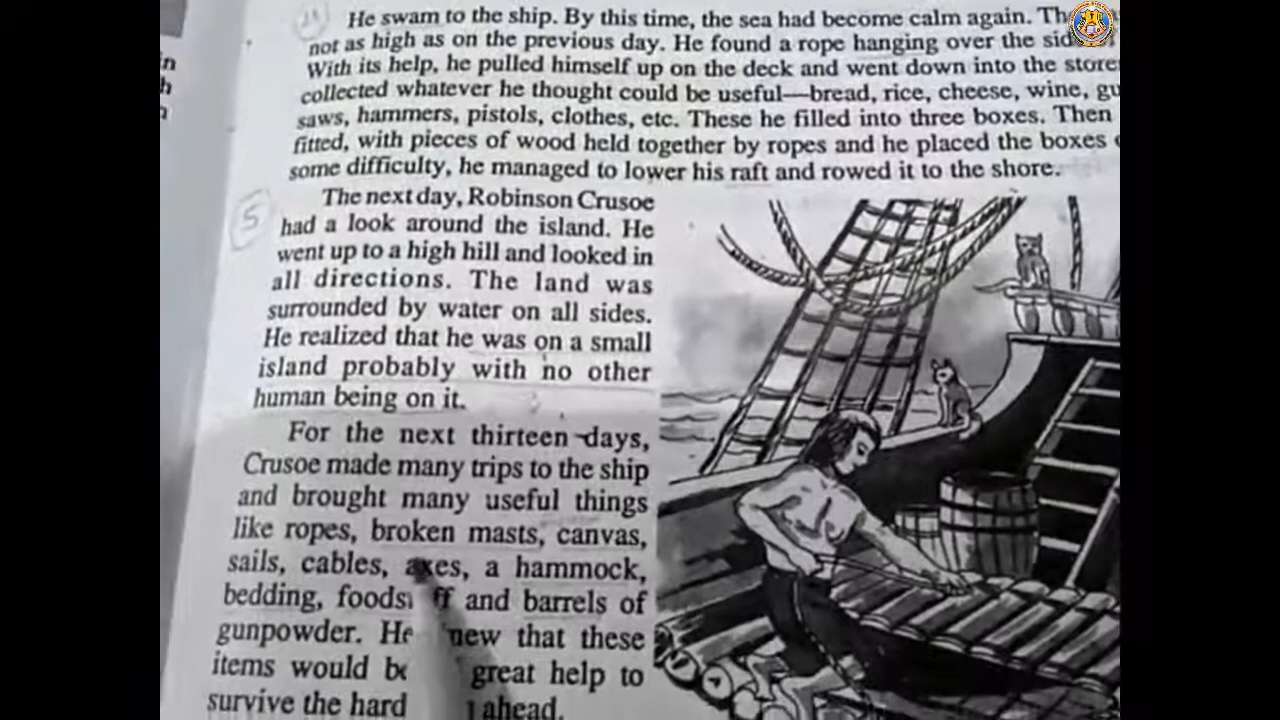 He swam to the ship. By this time, the sea had become calm again.
not as high as on the previous day. He found a rope hanging over the
With its help, he pulled himself up on the deck and went down into the store
collected whatever he thought could be useful—bread, rice, cheese, wine,
saws, hammers, pistols, clothes, etc. These he filled into three boxes. Then
fitted, with pieces of wood held together by ropes and he placed the boxes
some difficulty, he managed to lower his raft and rowed it to the shore.
5
The next day, Robinson Crusoe
had a look around the island. He
went up to a high hill and looked in
all directions. The land was
surrounded by water on all sides.
He realized that he was on a small
island probably with no other
human being on it.
For the next thirteen days,
Crusoe made many trips to the ship
and brought many useful things
like ropes, broken masts, canvas,
sails, cables, axes, a hammock,
bedding, and barrels of
gunpowder. He that these
items would great help to
survive the hard ahead.